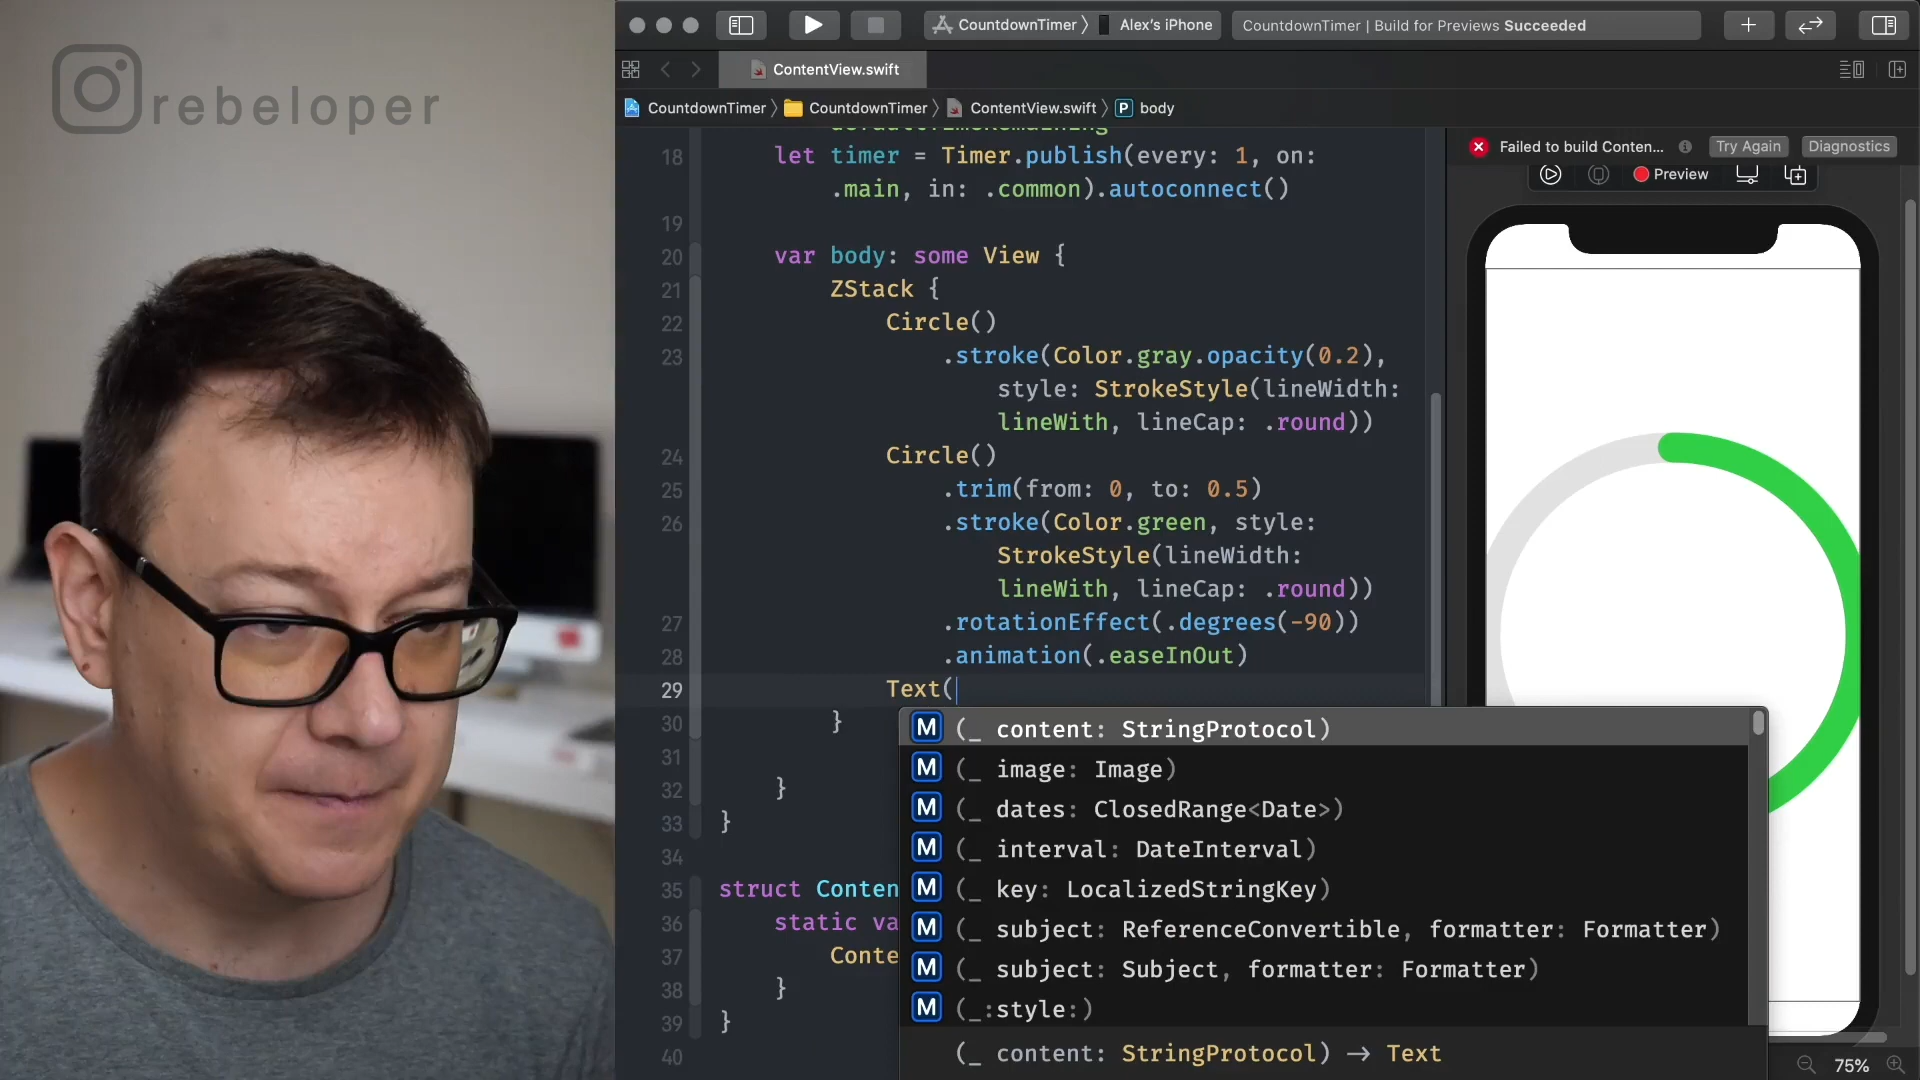 rebeloper
CountdownTimer 〉 Alex's iPhone
CountdownTimer | Build for Previews Succeeded
ContentView.swift
CountdownTimer 〉 CountdownTimer 〉 ContentView.swift 〉 P body
Failed to build Conten... Try Again Diagnostics
Preview
18 let timer = Timer.publish(every: 1, on:
.main, in: .common).autoconnect()
19
20 var body: some View {
21 ZStack {
22 Circle()
23 .stroke(Color.gray.opacity(0.2),
style: StrokeStyle(lineWidth:
lineWith, lineCap: .round))
24 Circle()
25 .trim(from: 0, to: 0.5)
26 .stroke(Color.green, style:
StrokeStyle(lineWidth:
lineWith, lineCap: .round))
27 .rotationEffect(.degrees(-90))
28 .animation(.easeInOut)
29 Text(
30 }
31
32 }
33 }
34
35 struct Conten
36 static va
37 Conte
38 }
39 }
40
M (_ content: StringProtocol)
M (_ image: Image)
M (_ dates: ClosedRange<Date>)
M (_ interval: DateInterval)
M (_ key: LocalizedStringKey)
M (_ subject: ReferenceConvertible, formatter: Formatter)
M (_ subject: Subject, formatter: Formatter)
M (_:style:)
(_ content: StringProtocol) → Text
75%